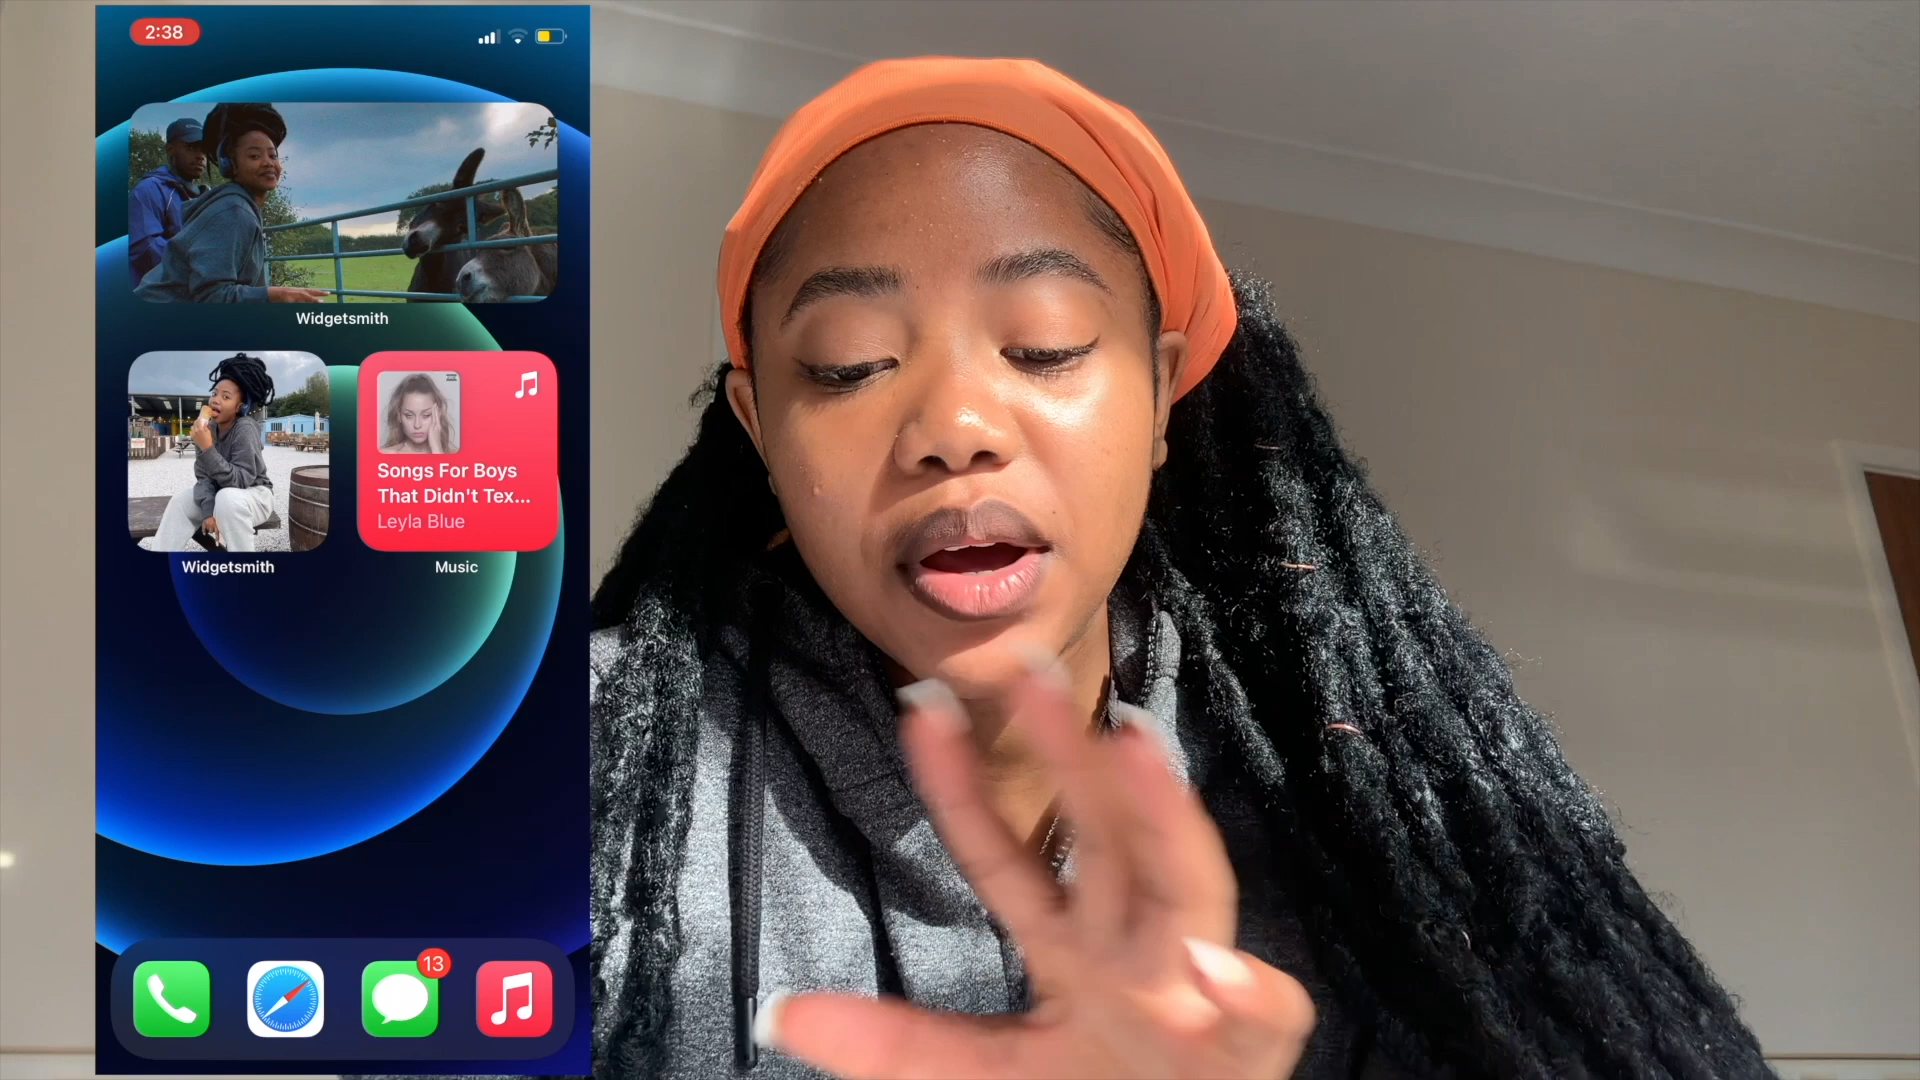 2:38
Widgetsmith
Songs For Boys
That Didn't Tex...
Leyla Blue
Widgetsmith
Music
13